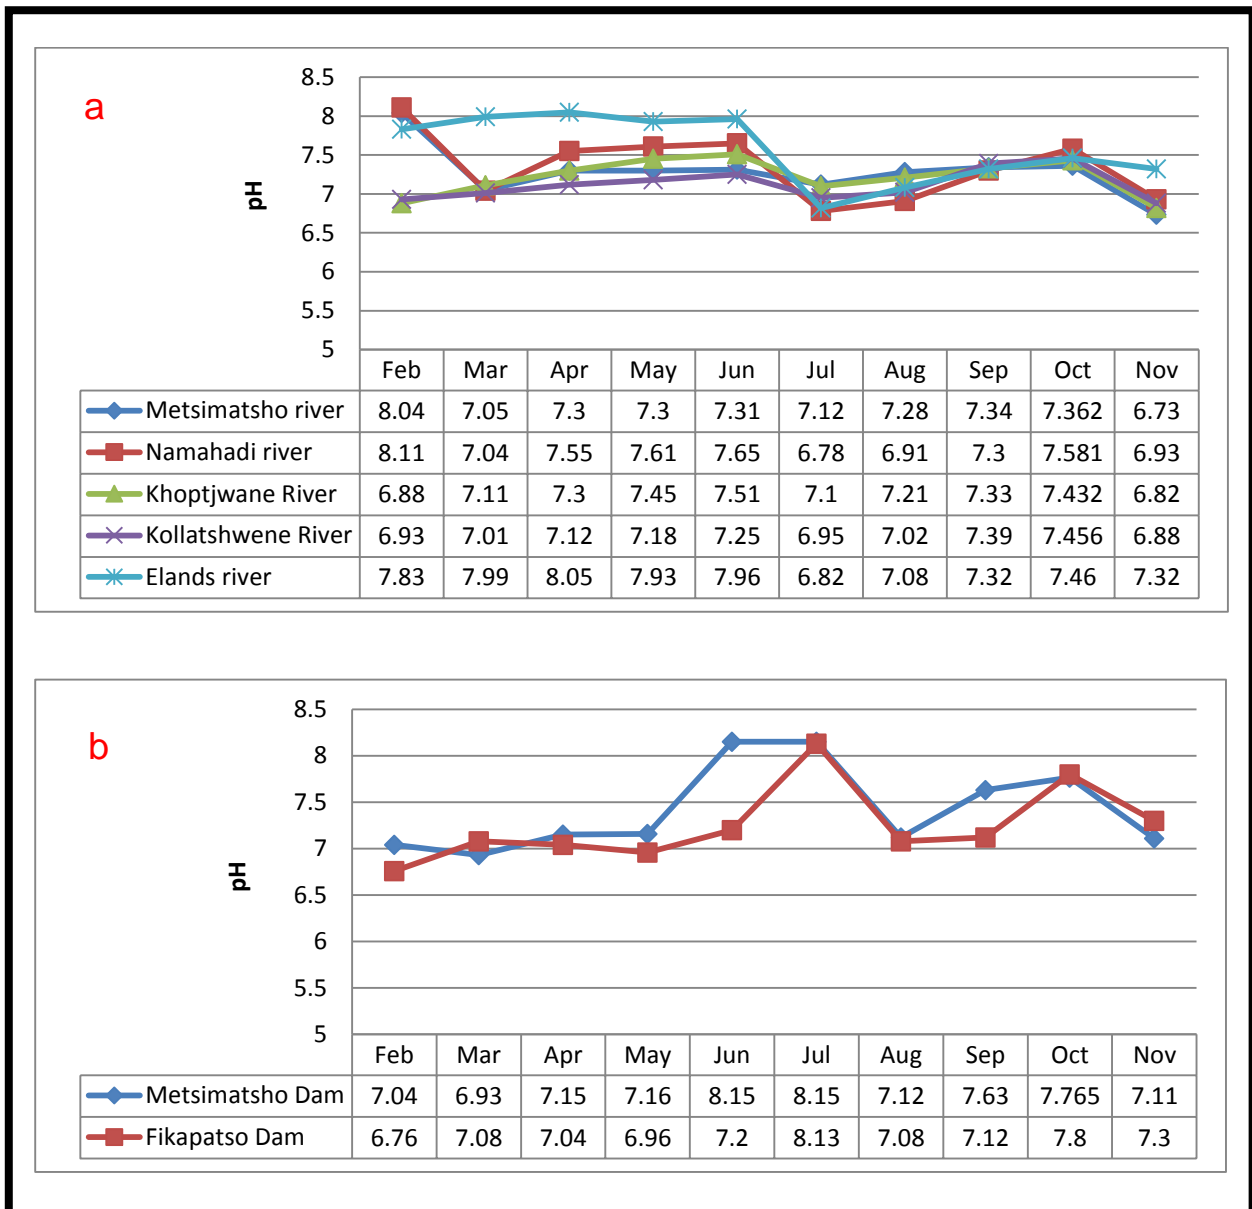 a
8.5
8
7.5
7
6.5
6
5.5
5
pH
Feb Mar Apr May Jun Jul Aug Sep Oct Nov
Metsimatsho river 8.04 7.05 7.3 7.3 7.31 7.12 7.28 7.34 7.362 6.73
Namahadi river 8.11 7.04 7.55 7.61 7.65 6.78 6.91 7.3 7.581 6.93
Khoptjwane River 6.88 7.11 7.3 7.45 7.51 7.1 7.21 7.33 7.432 6.82
Kollatshwene River 6.93 7.01 7.12 7.18 7.25 6.95 7.02 7.39 7.456 6.88
Elands river 7.83 7.99 8.05 7.93 7.96 6.82 7.08 7.32 7.46 7.32
b
8.5
8
7.5
7
6.5
6
5.5
5
pH
Feb Mar Apr May Jun Jul Aug Sep Oct Nov
Metsimatsho Dam 7.04 6.93 7.15 7.16 8.15 8.15 7.12 7.63 7.765 7.11
Fikapatso Dam 6.76 7.08 7.04 6.96 7.2 8.13 7.08 7.12 7.8 7.3